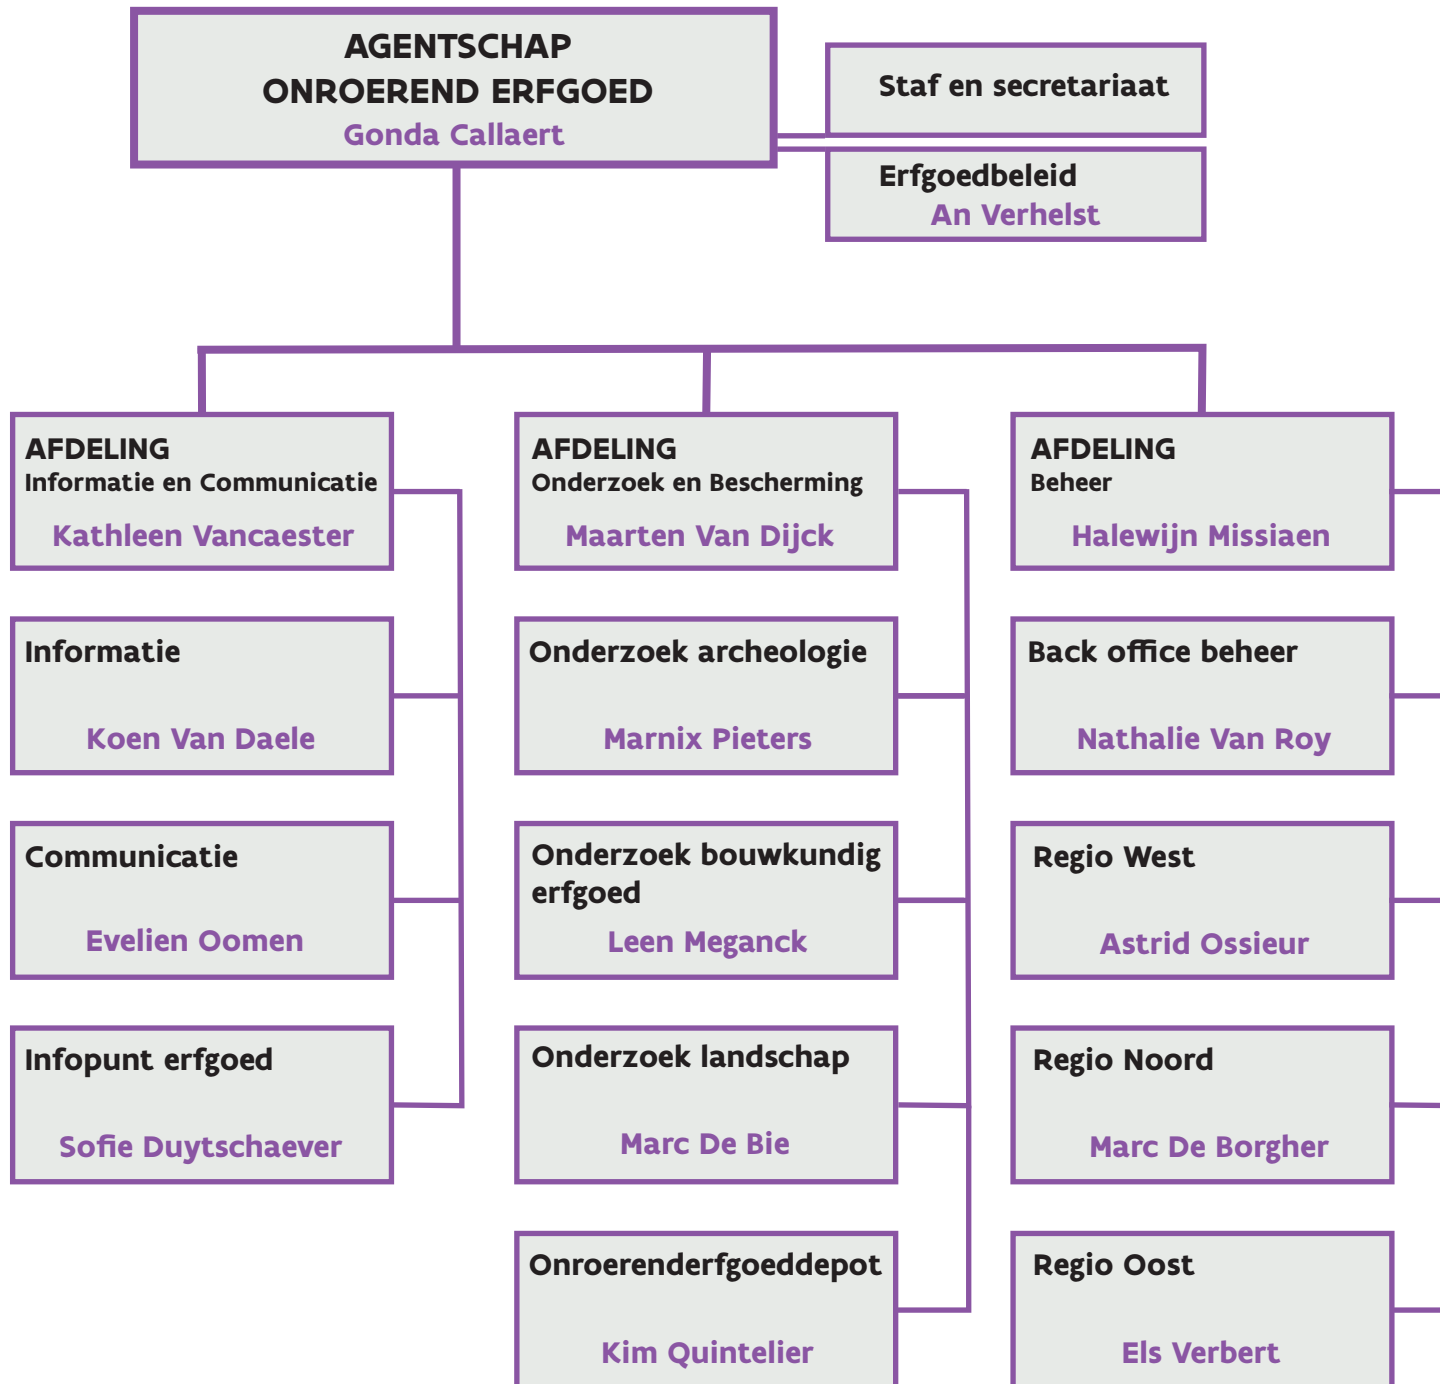 AGENTSCHAP
ONROEREND ERFGOED
Gonda Callaert
Staf en secretariaat
Erfgoedbeleid
An Verhelst
AFDELING
Informatie en Communicatie
Kathleen Vancaester
Informatie
Koen Van Daele
Communicatie
Evelien Oomen
Infopunt erfgoed
Sofie Duytschaever
AFDELING
Onderzoek en Bescherming
Maarten Van Dijck
Onderzoek archeologie
Marnix Pieters
Onderzoek bouwkundig
erfgoed
Leen Meganck
Onderzoek landschap
Marc De Bie
Onroerenderfgoeddepot
Kim Quintelier
AFDELING
Beheer
Halewijn Missiaen
Back office beheer
Nathalie Van Roy
Regio West
Astrid Ossieur
Regio Noord
Marc De Borgher
Regio Oost
Els Verbert